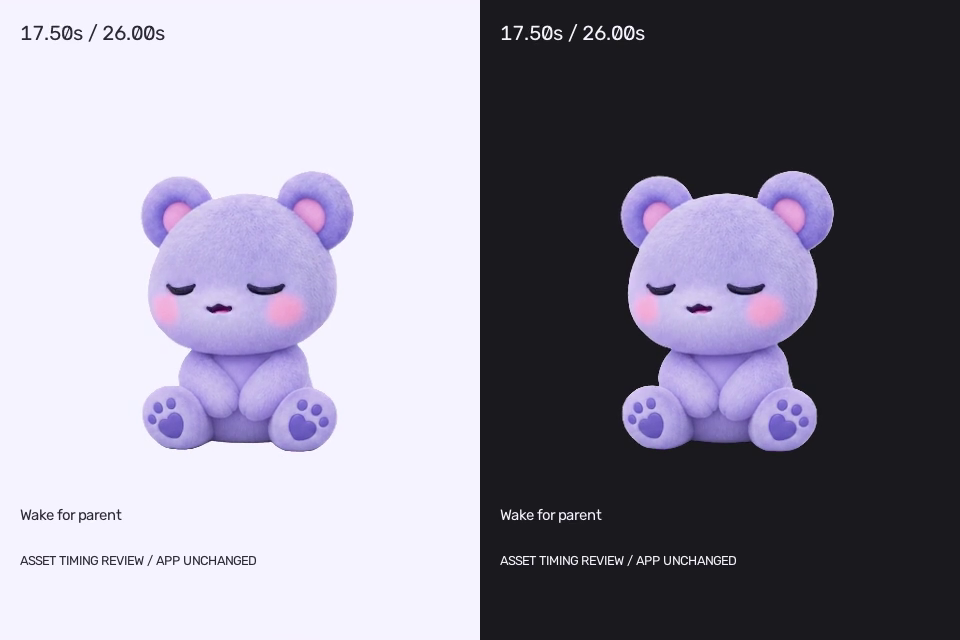 17.50s / 26.00s
Wake for parent
ASSET TIMING REVIEW / APP UNCHANGED
17.50s / 26.00s
Wake for parent
ASSET TIMING REVIEW / APP UNCHANGED